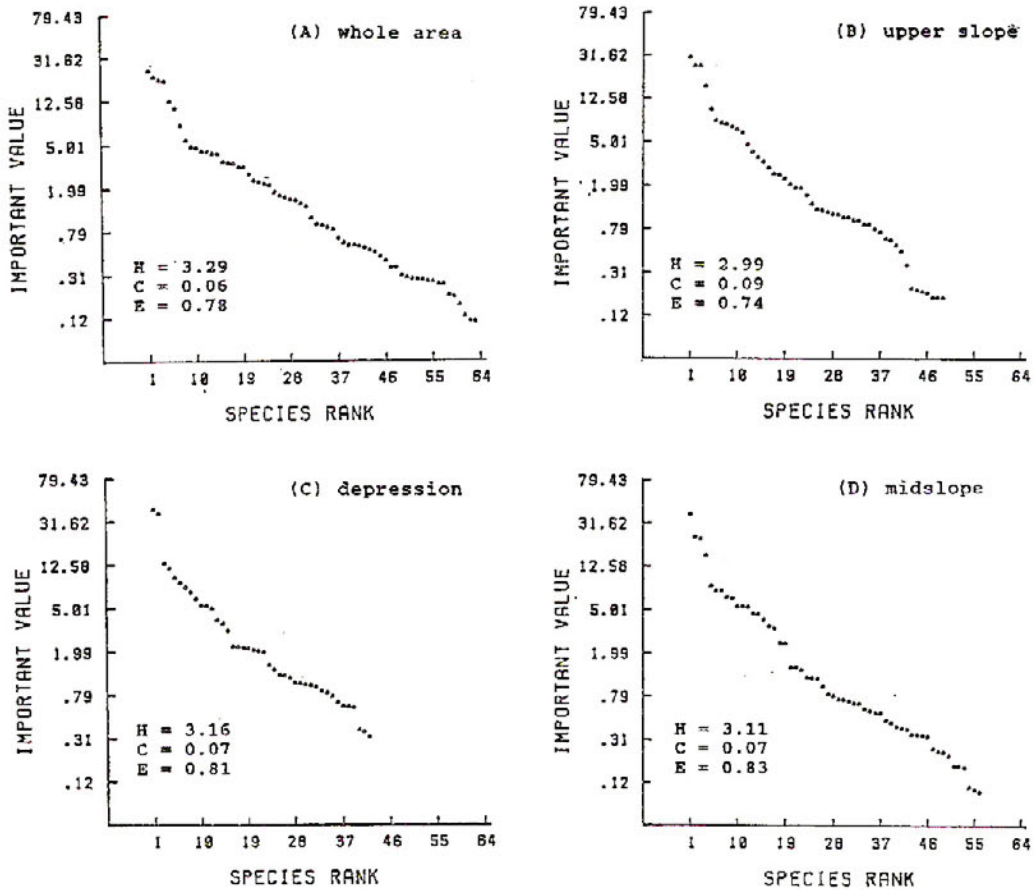 (A) whole area
IMPORTANT VALUE
79.43
31.62
12.58
5.01
1.99
.79
.31
.12
H = 3.29
C = 0.06
E = 0.78
1 10 19 28 37 46 55 64
SPECIES RANK
(B) upper slope
IMPORTANT VALUE
79.43
31.62
12.58
5.01
1.99
.79
.31
.12
H = 2.99
C = 0.09
E = 0.74
1 10 19 28 37 46 55 64
SPECIES RANK
(C) depression
IMPORTANT VALUE
79.43
31.62
12.58
5.01
1.99
.79
.31
.12
H = 3.16
C = 0.07
E = 0.81
1 10 19 28 37 46 55 64
SPECIES RANK
(D) midslope
IMPORTANT VALUE
79.43
31.62
12.58
5.01
1.99
.79
.31
.12
H = 3.11
C = 0.07
E = 0.83
1 10 19 28 37 46 55 64
SPECIES RANK